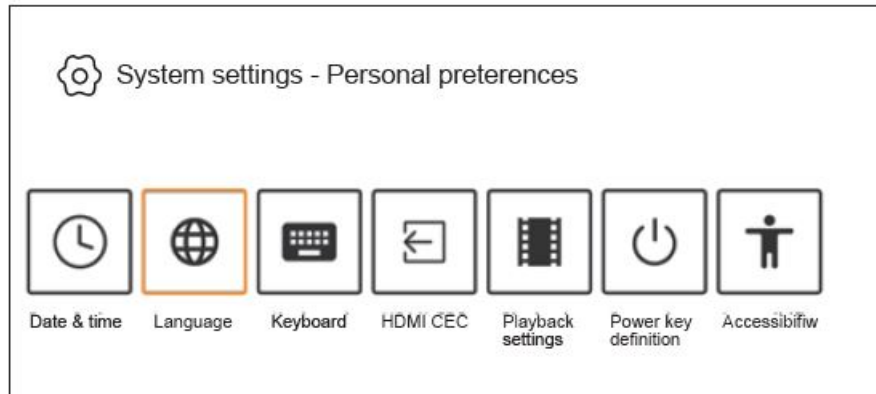 System settings - Personal preterences
Date & time
Language
Keyboard
HDMI CEC
Playback
settings
Power key
definition
Accessibifiw